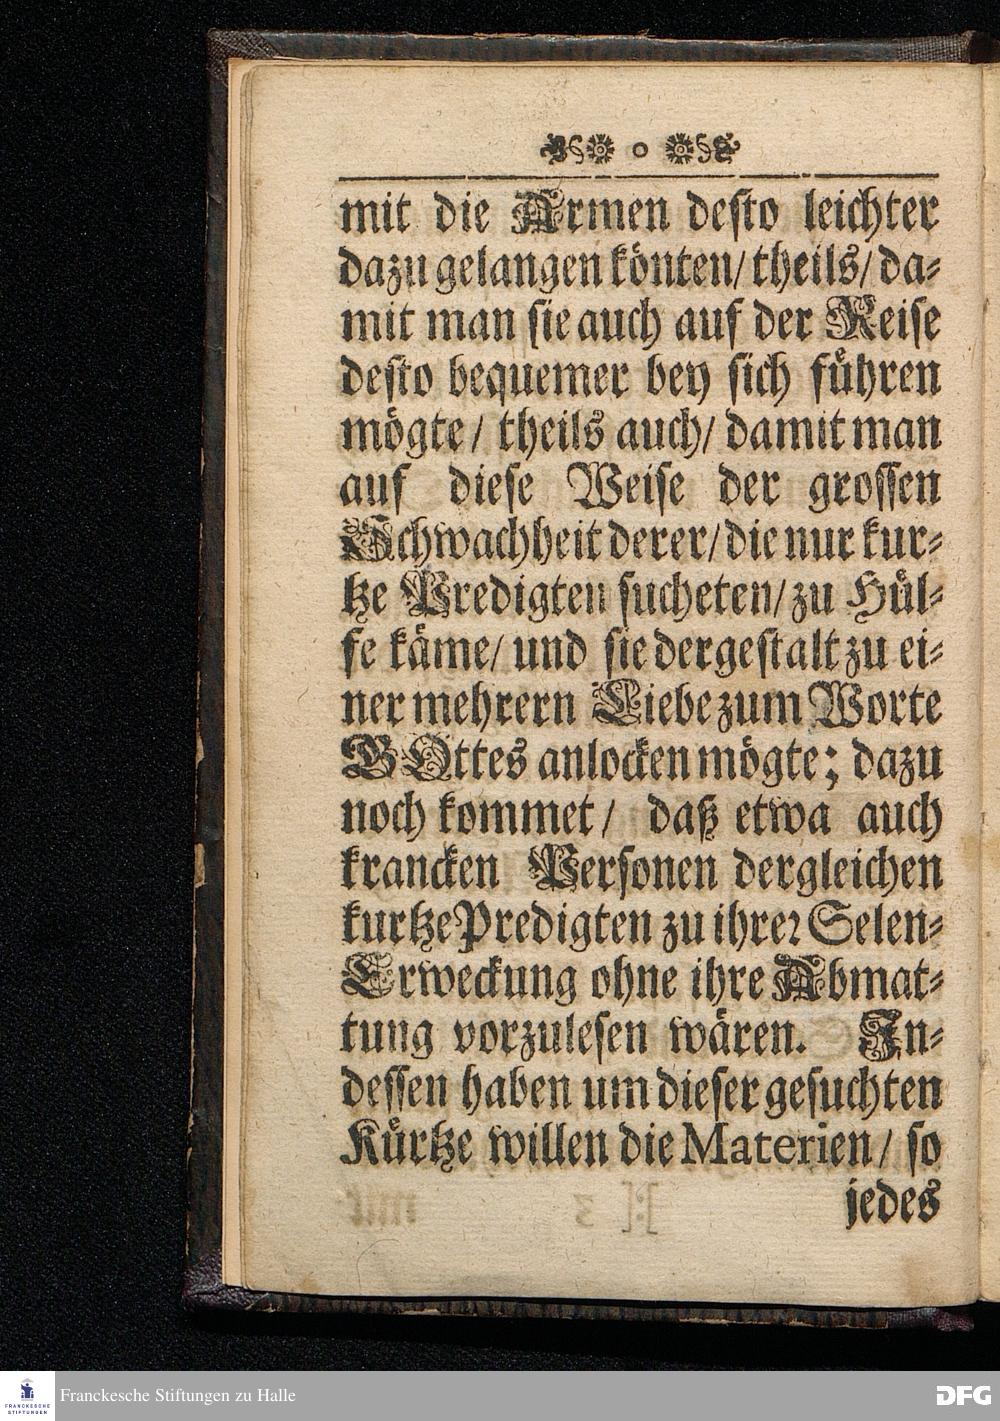 mit die Armen desto leichter
dazu gelangen könten/ theils/ da-
mit man sie auch auf der Reise
desto bequemer bey sich führen
mögte/ theils auch/ damit man
auf diese Weise der grossen
Schwachheit derer/ die nur kur-
tze Predigten sucheten/ zu Hül-
fe käme/ und sie dergestalt zu ei-
ner mehrern Liebe zum Worte
GOttes anlocken mögte; dazu
noch kommet/ daß etwa auch
krancken Personen dergleichen
kurtze Predigten zu ihrer Selen-
Erweckung ohne ihre Abmat-
tung vorzulesen wären. In-
dessen haben um dieser gesuchten
Kürtze willen die Materien/ so
jedes
FRANCKESCHE
STIFTUNGEN
Franckesche Stiftungen zu Halle
DFG